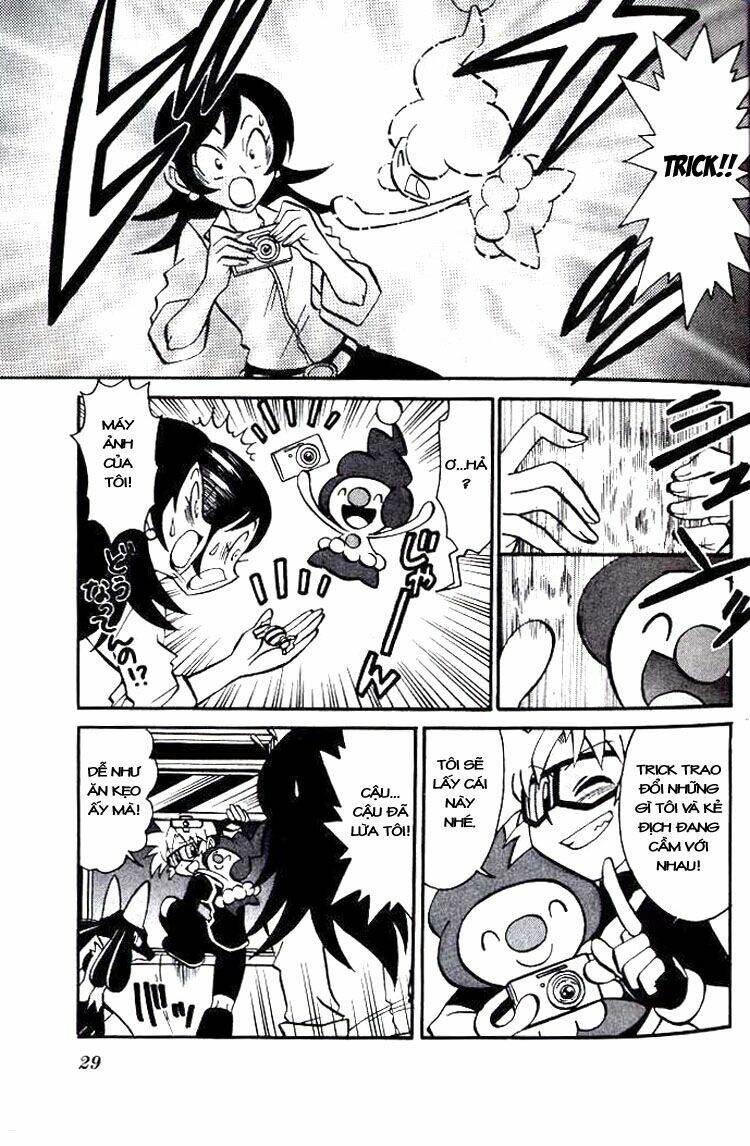 TRICK!!
Ơ...HẢ
?
MÁY
ẢNH
CỦA
TÔI!
じゃーん
どう
なってんの!?
TRICK TRAO
ĐỔI NHỮNG
GÌ TÔI VÀ KẺ
ĐỊCH ĐANG
CẦM VỚI
NHAU!
TÔI SẼ
LẤY CÁI
NÀY
NHÉ.
CẬU...
CẬU ĐÃ
LỪA TÔI!
DỄ NHƯ
ĂN KẸO
ẤY MÀ!
29